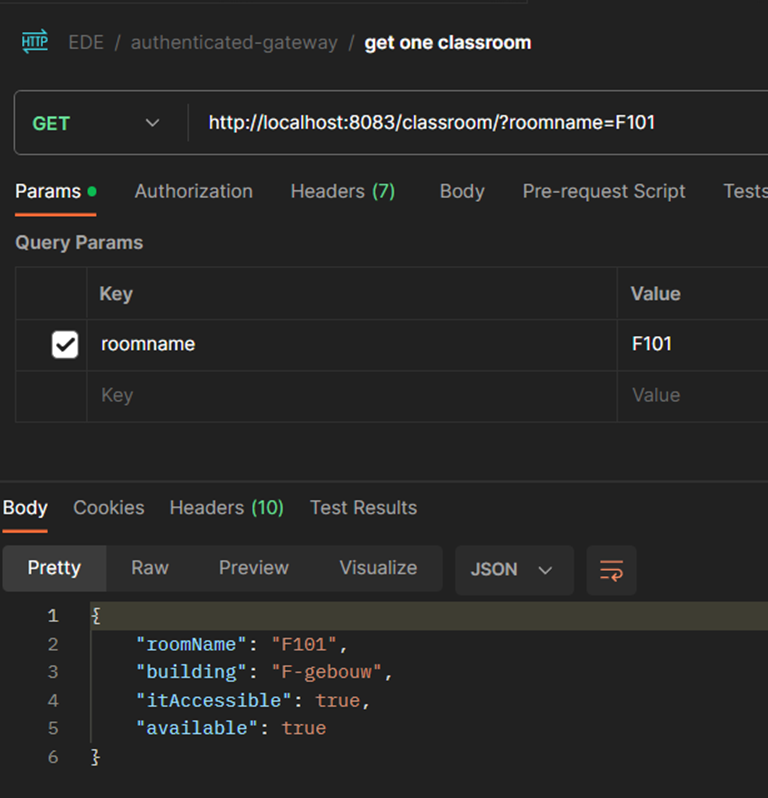 HTTP EDE / authenticated-gateway / get one classroom
GET http://localhost:8083/classroom/?roomname=F101
Params Authorization Headers (7) Body Pre-request Script Tests
Query Params
Key Value
roomname F101
Key Value
Body Cookies Headers (10) Test Results
Pretty Raw Preview Visualize JSON
1 {
2 "roomName": "F101",
3 "building": "F-gebouw",
4 "itAccessible": true,
5 "available": true
6 }